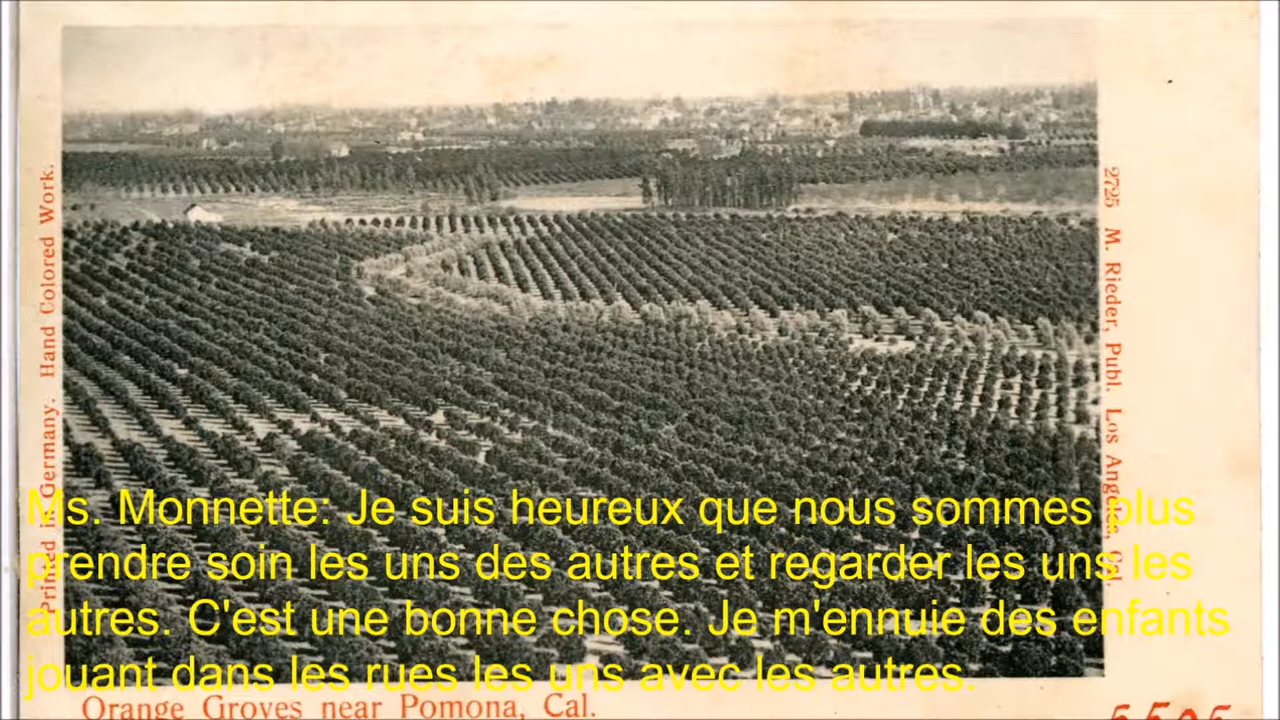 Printed in Germany. Hand Colored Work.
2725 M. Rieder, Publ. Los Angeles, Cal.
Ms. Monnette: Je suis heureux que nous sommes plus
prendre soin les uns des autres et regarder les uns les
autres. C'est une bonne chose. Je m'ennuie des enfants
jouant dans les rues les uns avec les autres.
Orange Groves near Pomona, Cal.